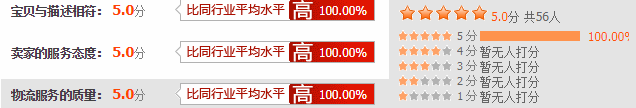 宝贝与描述相符： 5.0分 比同行业平均水平 高 100.00%
卖家的服务态度： 5.0分 比同行业平均水平 高 100.00%
物流服务的质量： 5.0分 比同行业平均水平 高 100.00%
5.0分 共56人
5 分 100%
4 分 暂无人打分
3 分 暂无人打分
2 分 暂无人打分
1 分 暂无人打分